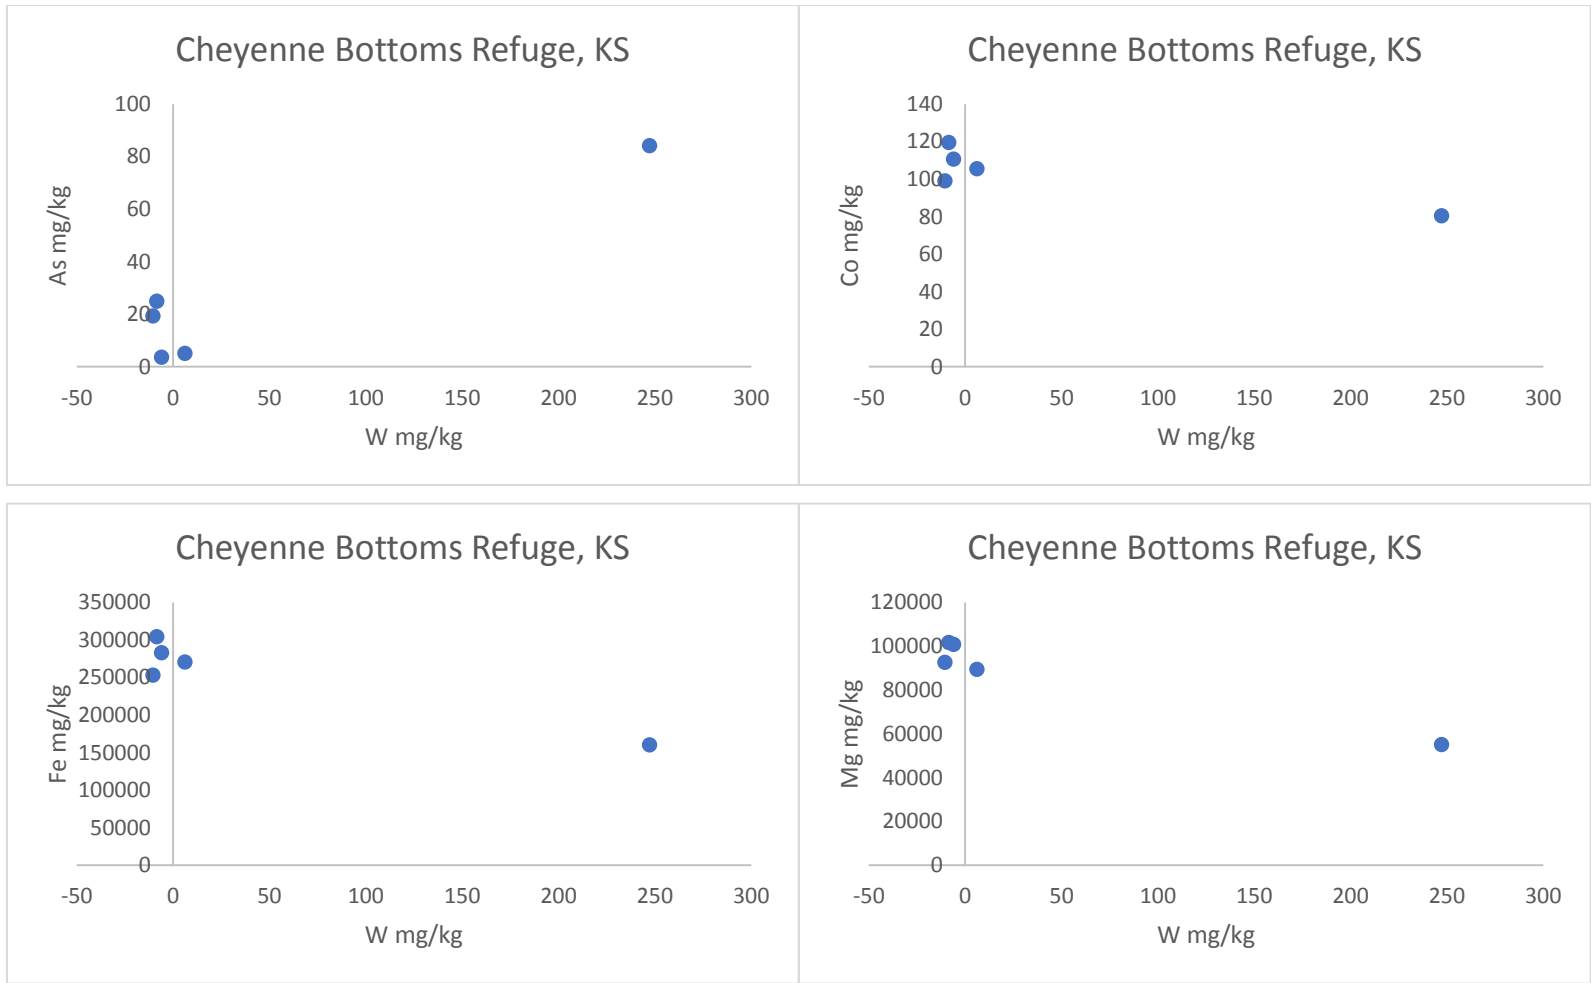 Cheyenne Bottoms Refuge, KS
100
80
60
40
20
0
As mg/kg
-50 0 50 100 150 200 250 300
W mg/kg
Cheyenne Bottoms Refuge, KS
140
120
100
80
60
40
20
0
Co mg/kg
-50 0 50 100 150 200 250 300
W mg/kg
Cheyenne Bottoms Refuge, KS
350000
300000
250000
200000
150000
100000
50000
0
Fe mg/kg
-50 0 50 100 150 200 250 300
W mg/kg
Cheyenne Bottoms Refuge, KS
120000
100000
80000
60000
40000
20000
0
Mg mg/kg
-50 0 50 100 150 200 250 300
W mg/kg